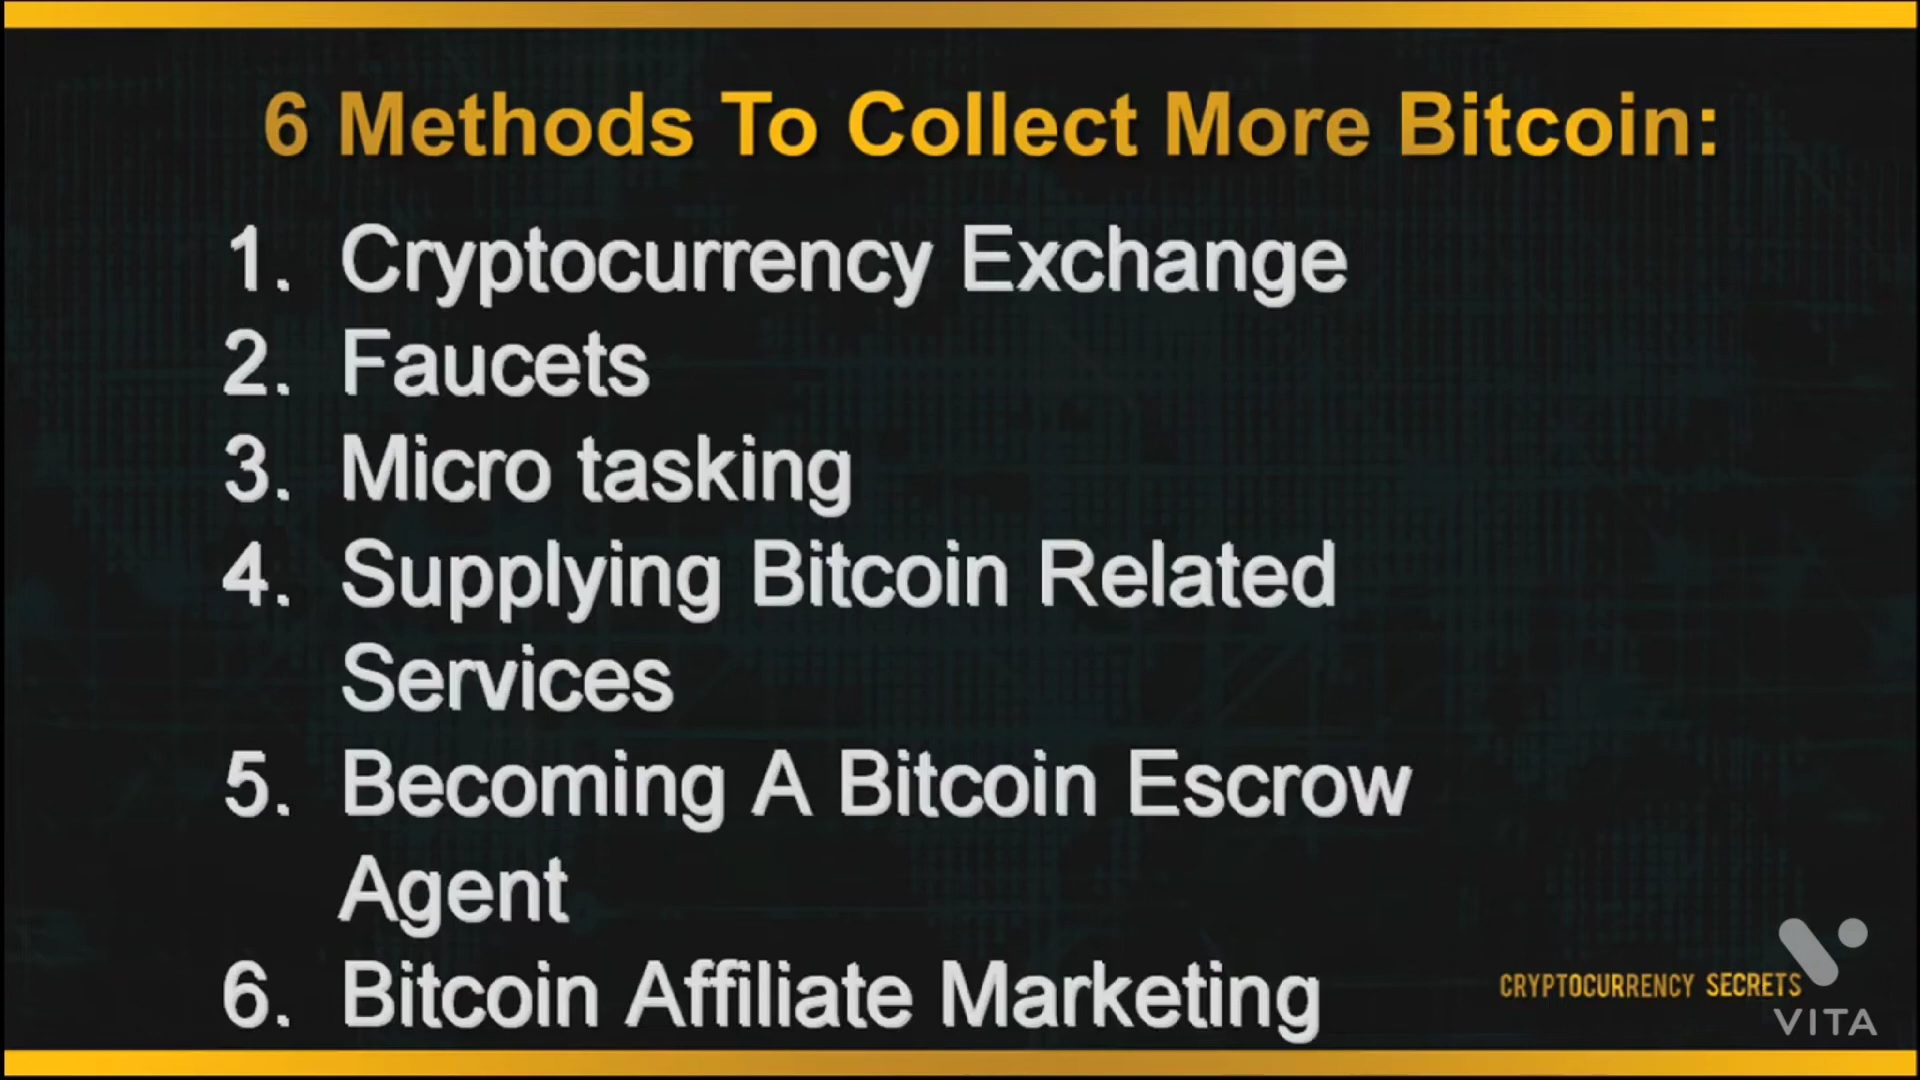 6 Methods To Collect More Bitcoin:
1. Cryptocurrency Exchange
2. Faucets
3. Micro tasking
4. Supplying Bitcoin Related
Services
5. Becoming A Bitcoin Escrow
Agent
6. Bitcoin Affiliate Marketing
CRYPTOCURRENCY SECRETS
VITA